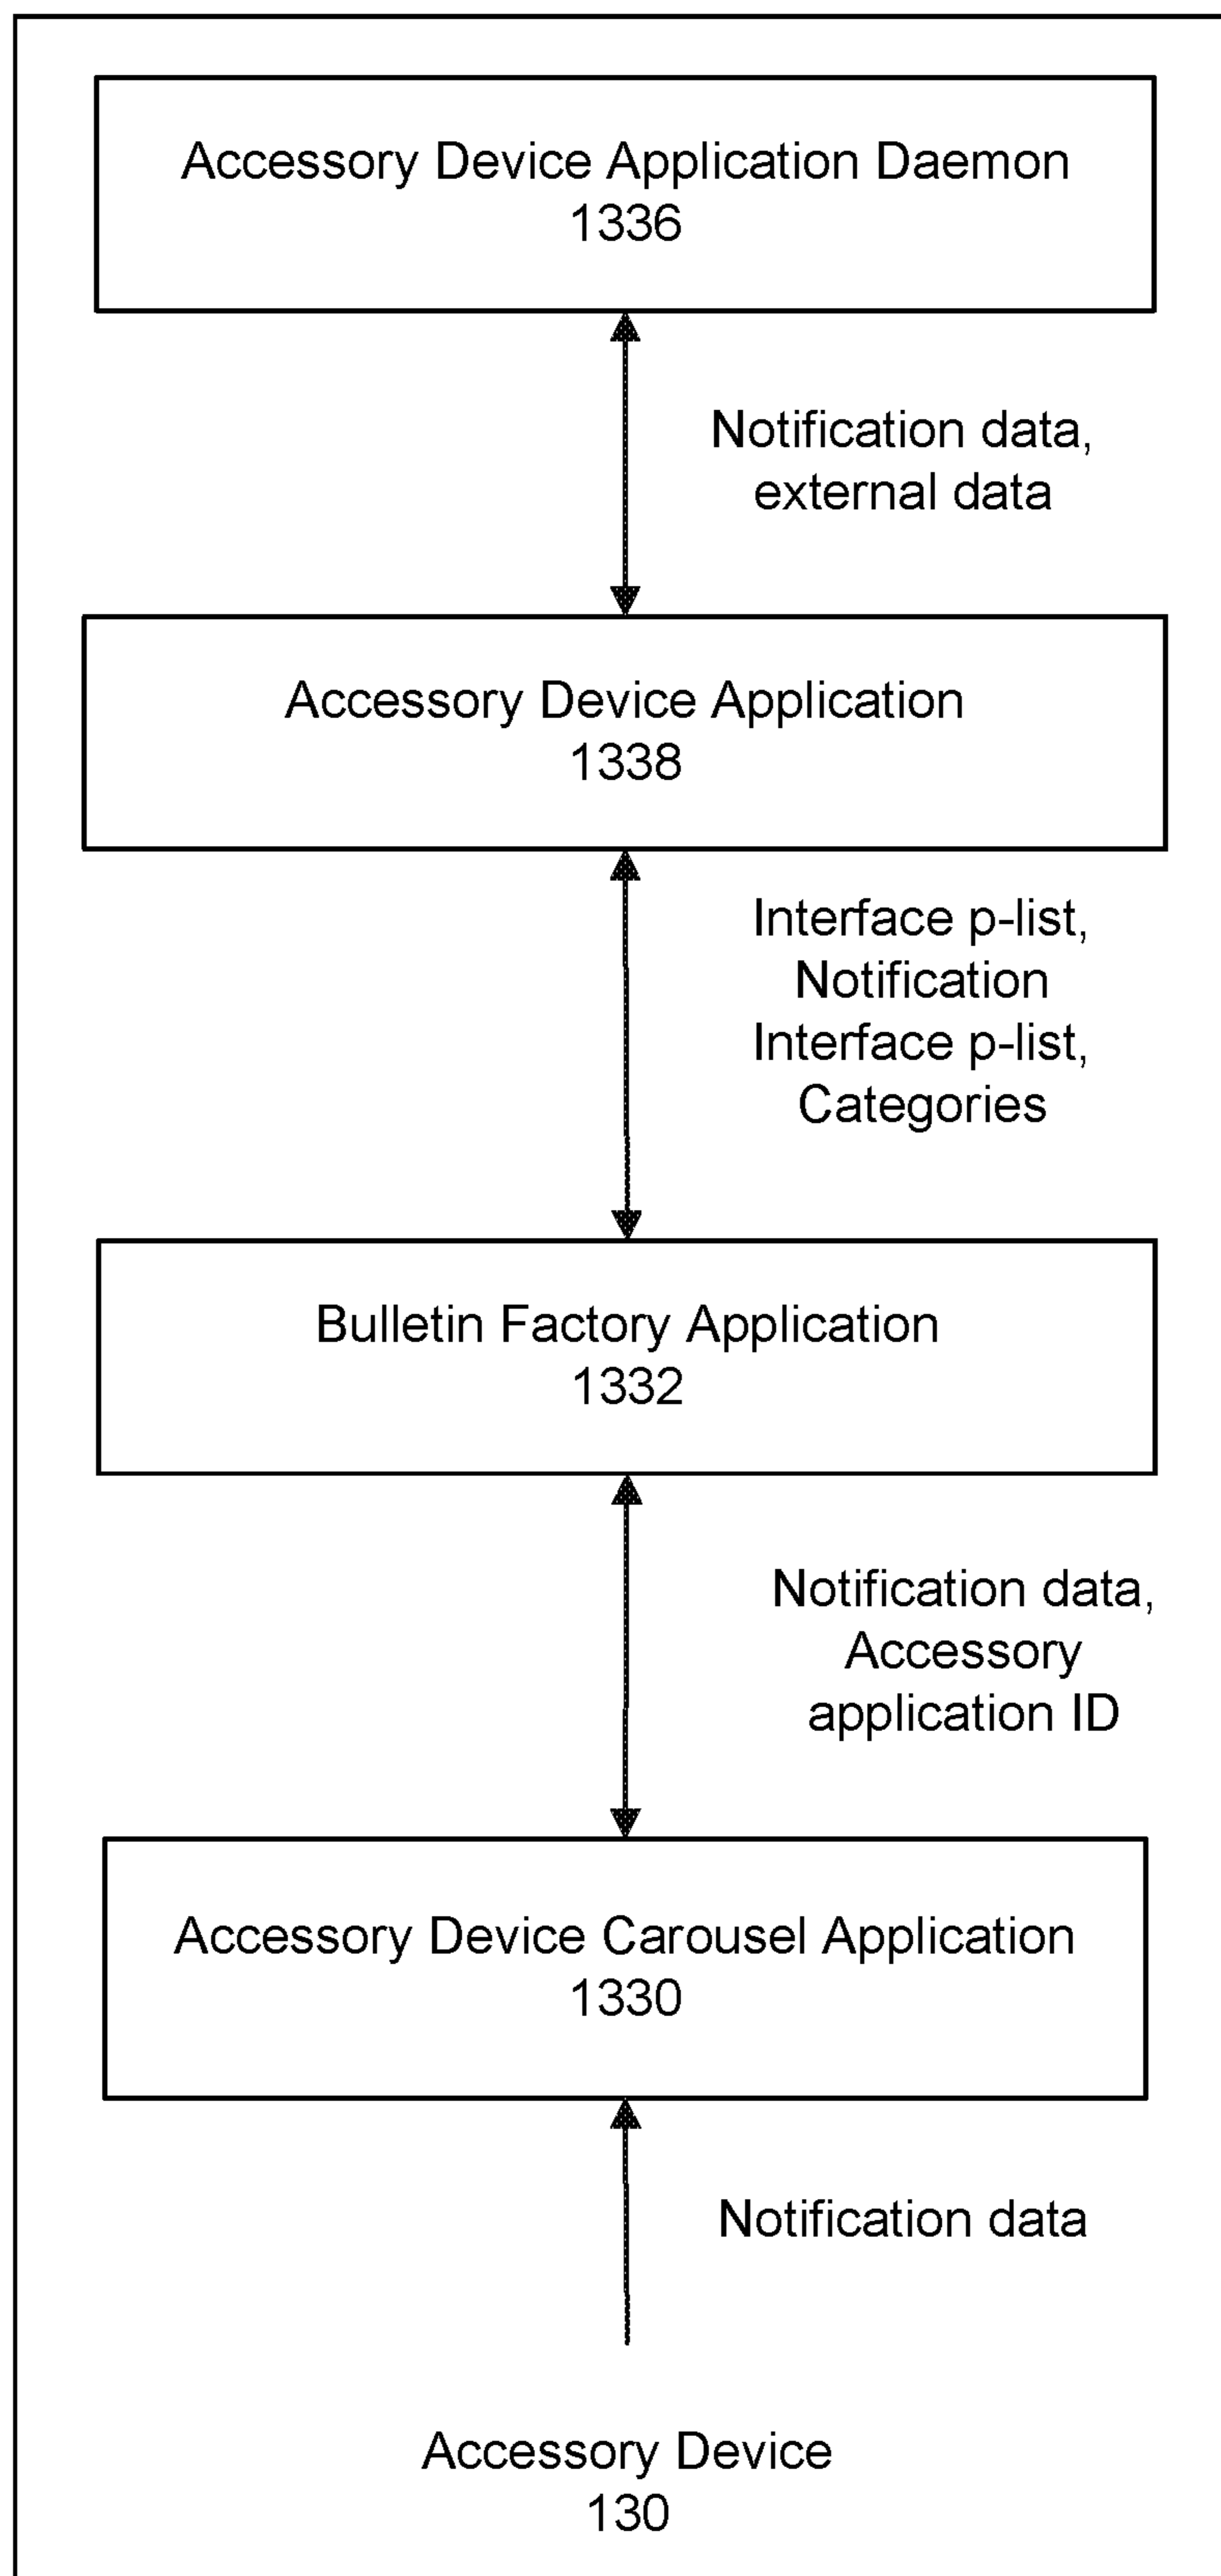 Accessory Device Application Daemon
1336
Notification data,
external data
Accessory Device Application
1338
Interface p-list,
Notification
Interface p-list,
Categories
Bulletin Factory Application
1332
Notification data,
Accessory
application ID
Accessory Device Carousel Application
1330
Notification data
Accessory Device
130